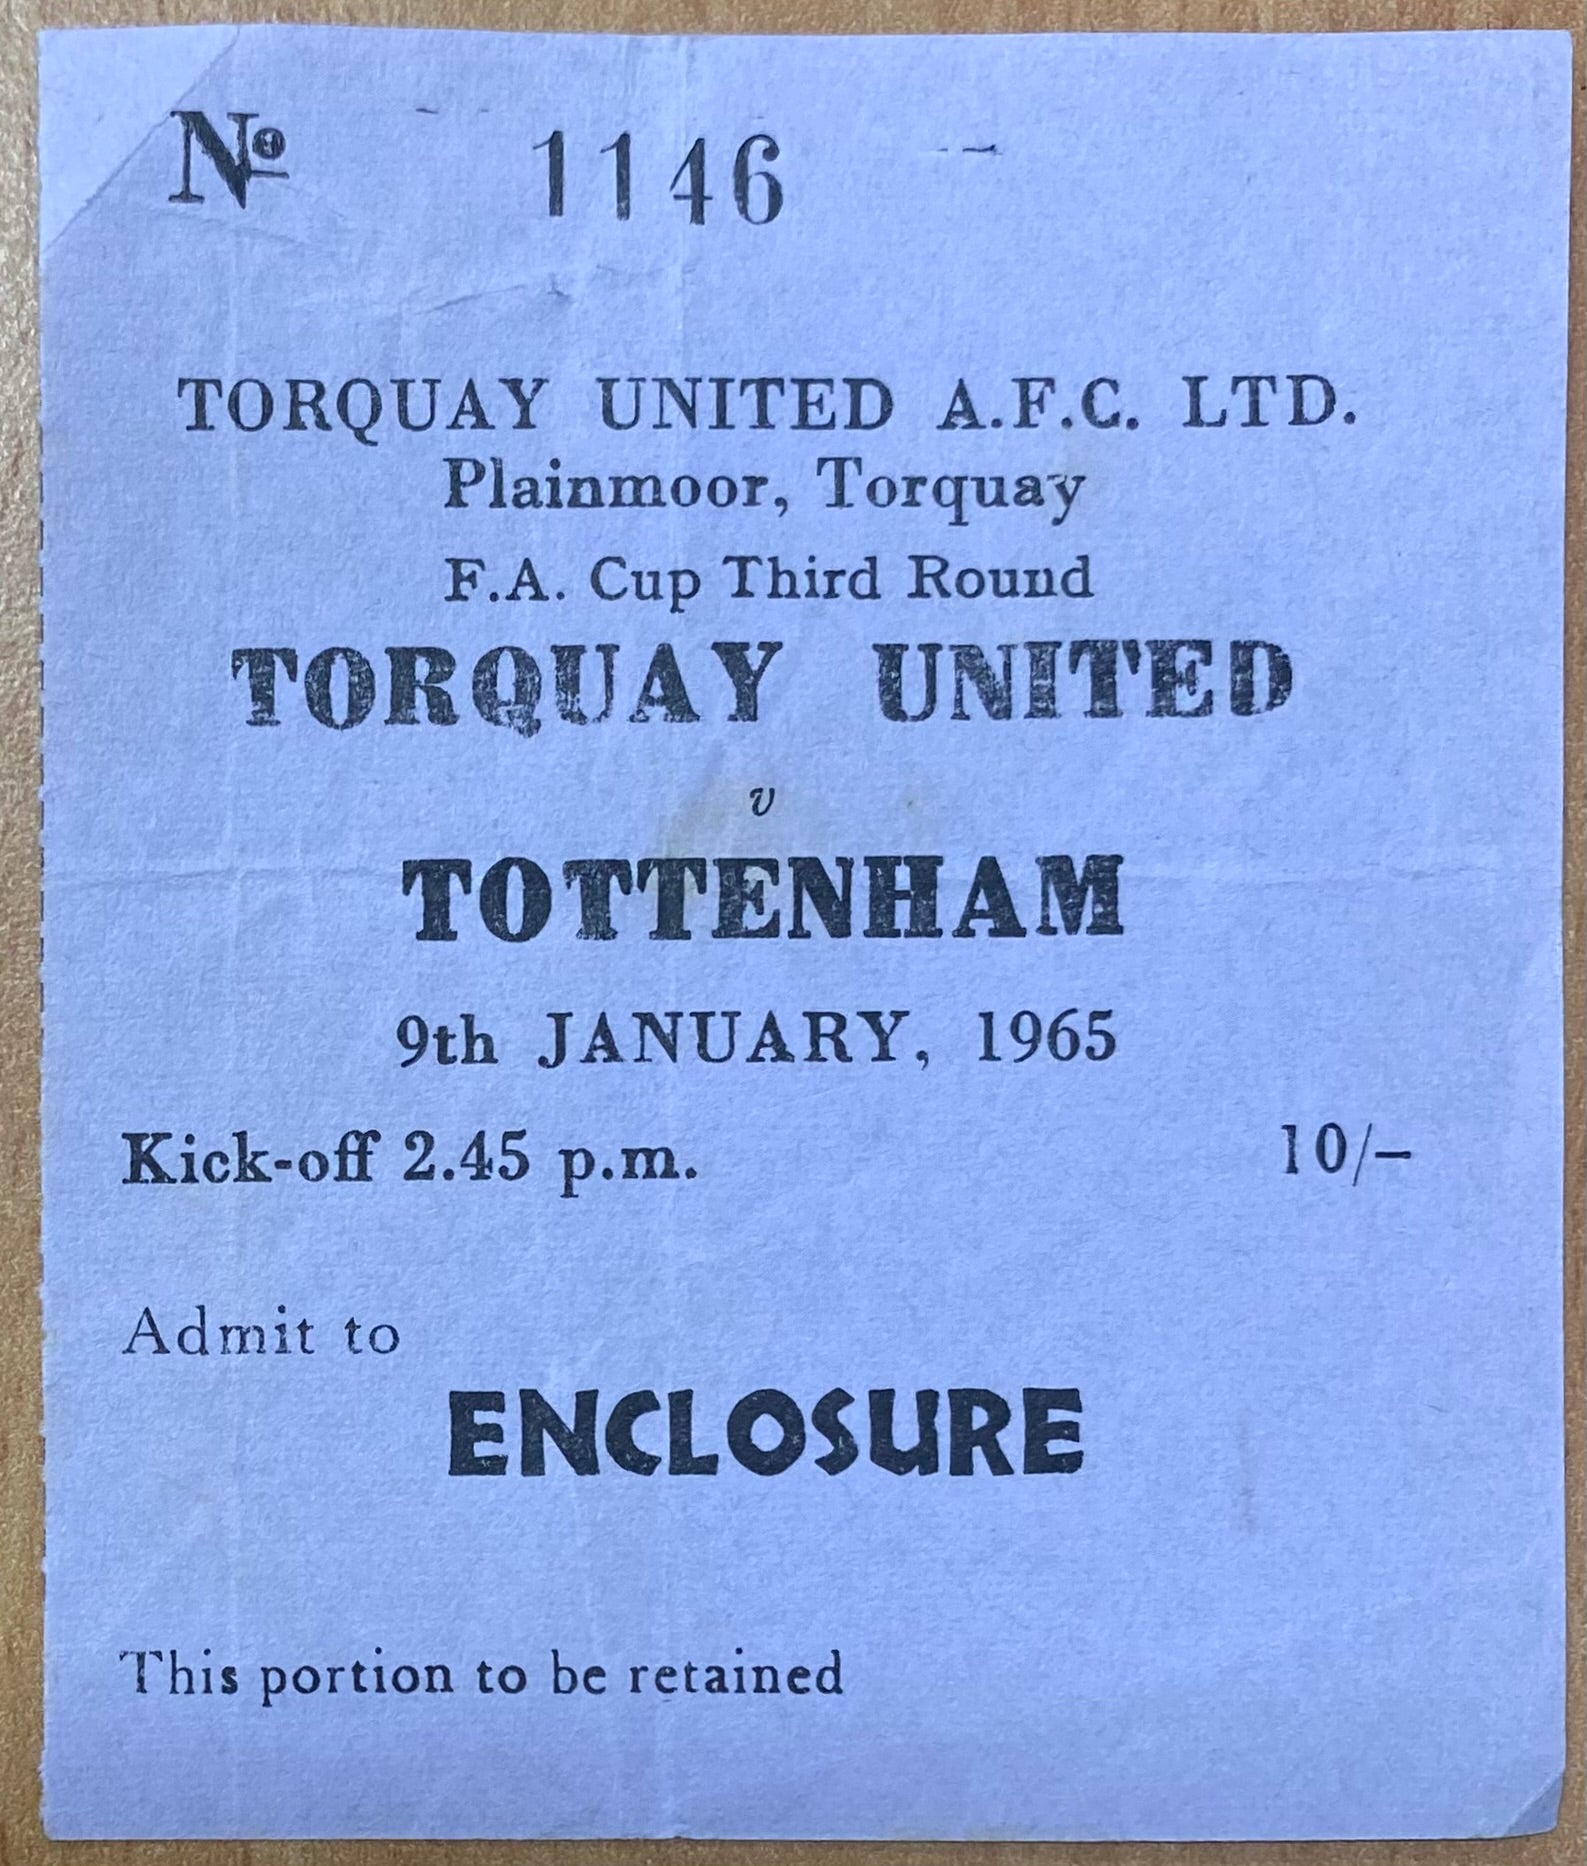 Nº 1146
TORQUAY UNITED A.F.C. LTD.
Plainmoor, Torquay
F.A. Cup Third Round
TORQUAY UNITED
v
TOTTENHAM
9th JANUARY, 1965
Kick-off 2.45 p.m. 10/–
Admit to
ENCLOSURE
This portion to be retained